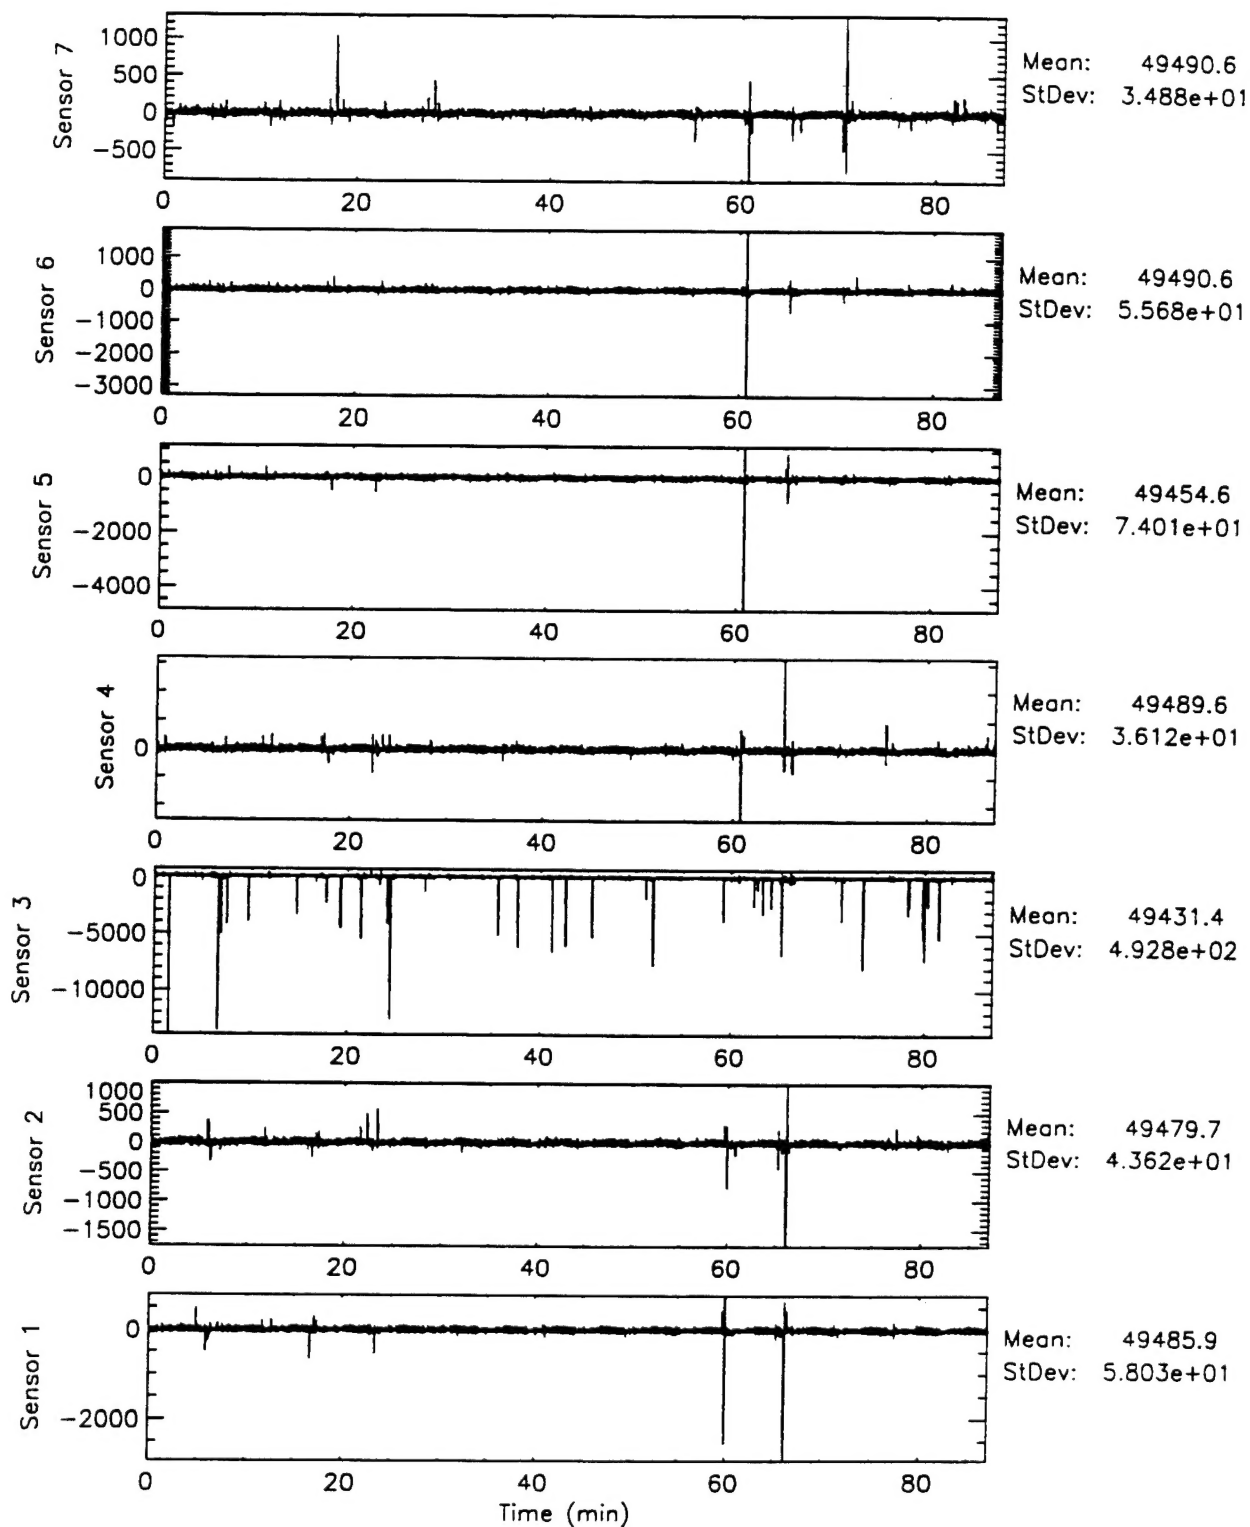 Sensor 7
1000
500
0
−500
0 20 40 60 80
Mean: 49490.6
StDev: 3.488e+01
Sensor 6
1000
0
−1000
−2000
−3000
0 20 40 60 80
Mean: 49490.6
StDev: 5.568e+01
Sensor 5
0
−2000
−4000
0 20 40 60 80
Mean: 49454.6
StDev: 7.401e+01
Sensor 4
0
0 20 40 60 80
Mean: 49489.6
StDev: 3.612e+01
Sensor 3
0
−5000
−10000
0 20 40 60 80
Mean: 49431.4
StDev: 4.928e+02
Sensor 2
1000
500
0
−500
−1000
−1500
0 20 40 60 80
Mean: 49479.7
StDev: 4.362e+01
Sensor 1
0
−2000
0 20 40 60 80
Mean: 49485.9
StDev: 5.803e+01
Time (min)